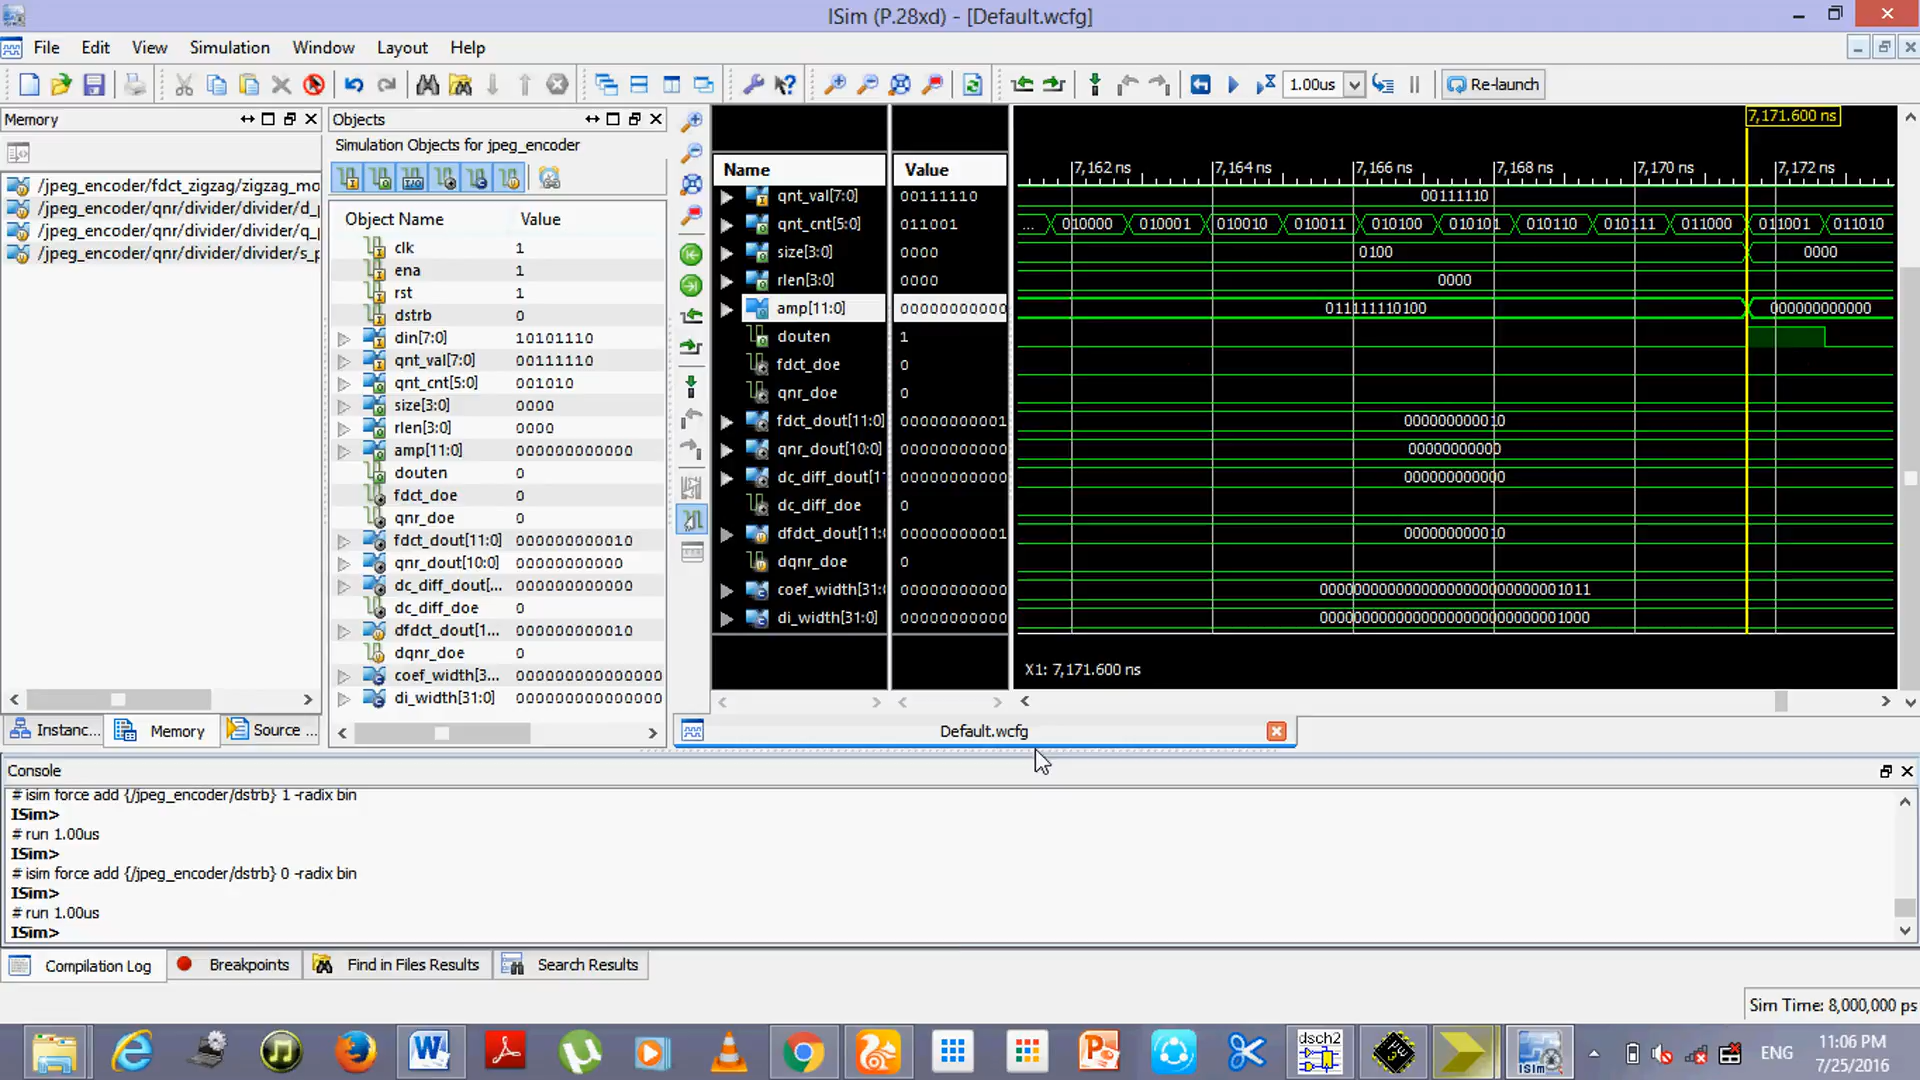 ISim (P.28xd) - [Default.wcfg]
File Edit View Simulation Window Layout Help
1.00us
Re-launch
Memory
/jpeg_encoder/fdct_zigzag/zigzag_mo
/jpeg_encoder/qnr/divider/divider/d_
/jpeg_encoder/qnr/divider/divider/q_
/jpeg_encoder/qnr/divider/divider/s_
Instanc... Memory Source ...
Objects
Simulation Objects for jpeg_encoder
Object Name Value
clk 1
ena 1
rst 1
dstrb 0
din[7:0] 10101110
qnt_val[7:0] 00111110
qnt_cnt[5:0] 001010
size[3:0] 0000
rlen[3:0] 0000
amp[11:0] 000000000000
douten 0
fdct_doe 0
qnr_doe 0
fdct_dout[11:0] 000000000010
qnr_dout[10:0] 00000000000
dc_diff_dout[... 000000000000
dc_diff_doe 0
dfdct_dout[1... 000000000010
dqnr_doe 0
coef_width[3... 00000000000000000
di_width[31:0] 00000000000000000
Name Value
qnt_val[7:0] 00111110
qnt_cnt[5:0] 011001
size[3:0] 0000
rlen[3:0] 0000
amp[11:0] 00000000000
douten 1
fdct_doe 0
qnr_doe 0
fdct_dout[11:0] 00000000001
qnr_dout[10:0] 00000000000
dc_diff_dout[1 00000000000
dc_diff_doe 0
dfdct_dout[11: 00000000001
dqnr_doe 0
coef_width[31: 00000000000
di_width[31:0] 00000000000
7,171.600 ns
7,162 ns 7,164 ns 7,166 ns 7,168 ns 7,170 ns 7,172 ns
00111110
... 010000 010001 010010 010011 010100 010101 010110 010111 011000 011001 011010
0100 0000
0000
011111110100 000000000000
000000000010
00000000000
000000000000
000000000010
00000000000000000000000000001011
00000000000000000000000000001000
X1: 7,171.600 ns
Default.wcfg
Console
# isim force add {/jpeg_encoder/dstrb} 1 -radix bin
ISim>
# run 1.00us
ISim>
# isim force add {/jpeg_encoder/dstrb} 0 -radix bin
ISim>
# run 1.00us
ISim>
Compilation Log Breakpoints Find in Files Results Search Results
Sim Time: 8,000,000 ps
dsch2
ISim
ENG
11:06 PM
7/25/2016